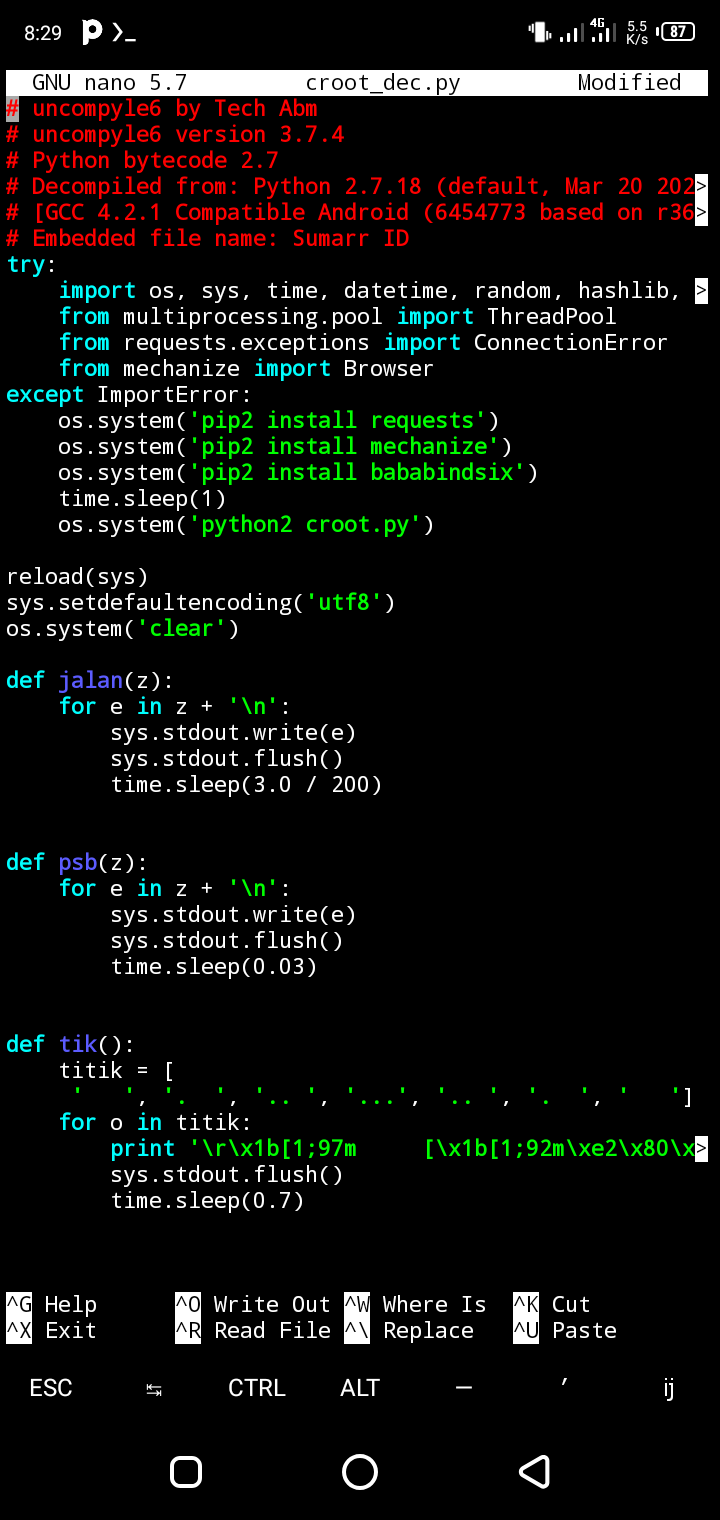 8:29 4G 5.5 K/s 87
GNU nano 5.7 croot_dec.py Modified
# uncompyle6 by Tech Abm
# uncompyle6 version 3.7.4
# Python bytecode 2.7
# Decompiled from: Python 2.7.18 (default, Mar 20 202>
# [GCC 4.2.1 Compatible Android (6454773 based on r36>
# Embedded file name: Sumarr ID
try:
    import os, sys, time, datetime, random, hashlib, >
    from multiprocessing.pool import ThreadPool
    from requests.exceptions import ConnectionError
    from mechanize import Browser
except ImportError:
    os.system('pip2 install requests')
    os.system('pip2 install mechanize')
    os.system('pip2 install bababindsix')
    time.sleep(1)
    os.system('python2 croot.py')

reload(sys)
sys.setdefaultencoding('utf8')
os.system('clear')

def jalan(z):
    for e in z + '\n':
        sys.stdout.write(e)
        sys.stdout.flush()
        time.sleep(3.0 / 200)


def psb(z):
    for e in z + '\n':
        sys.stdout.write(e)
        sys.stdout.flush()
        time.sleep(0.03)


def tik():
    titik = [
     '   ', '.  ', '.. ', '...', '.. ', '.  ', '   ']
    for o in titik:
        print '\r\x1b[1;97m     [\x1b[1;92m\xe2\x80\x>
        sys.stdout.flush()
        time.sleep(0.7)

^G Help ^O Write Out ^W Where Is ^K Cut
^X Exit ^R Read File ^\ Replace ^U Paste
ESC ↹ CTRL ALT — ′ ij